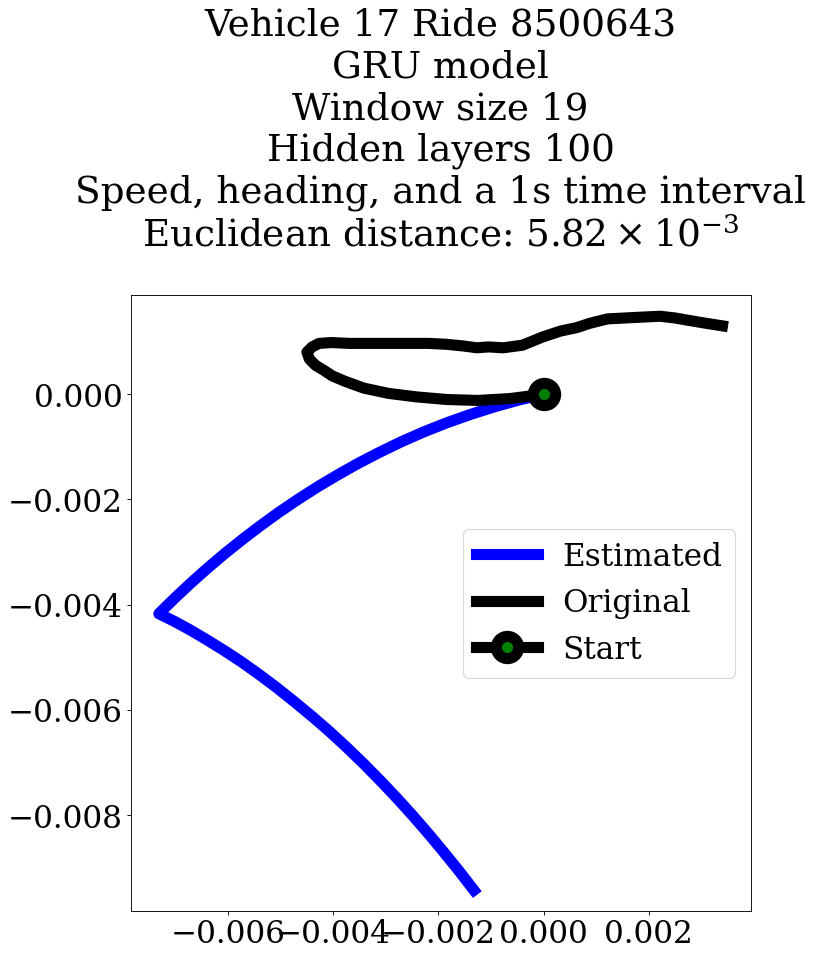 Vehicle 17 Ride 8500643
GRU model
Window size 19
Hidden layers 100
Speed, heading, and a 1s time interval
Euclidean distance: 5.82 × 10⁻³
0.000
−0.002
−0.004
−0.006
−0.008
Estimated
Original
Start
−0.006 −0.004 −0.002 0.000 0.002